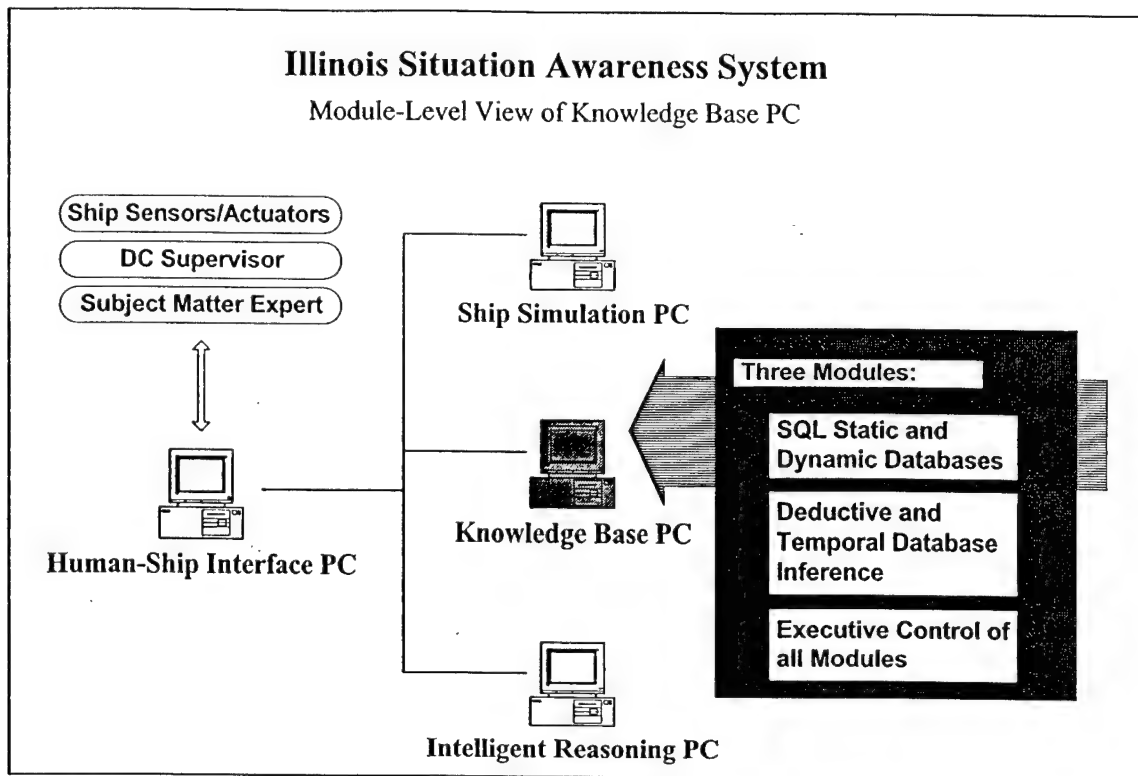 Illinois Situation Awareness System
Module-Level View of Knowledge Base PC
Ship Sensors/Actuators
DC Supervisor
Subject Matter Expert
Human-Ship Interface PC
Ship Simulation PC
Knowledge Base PC
Intelligent Reasoning PC
Three Modules:
SQL Static and
Dynamic Databases
Deductive and
Temporal Database
Inference
Executive Control of
all Modules